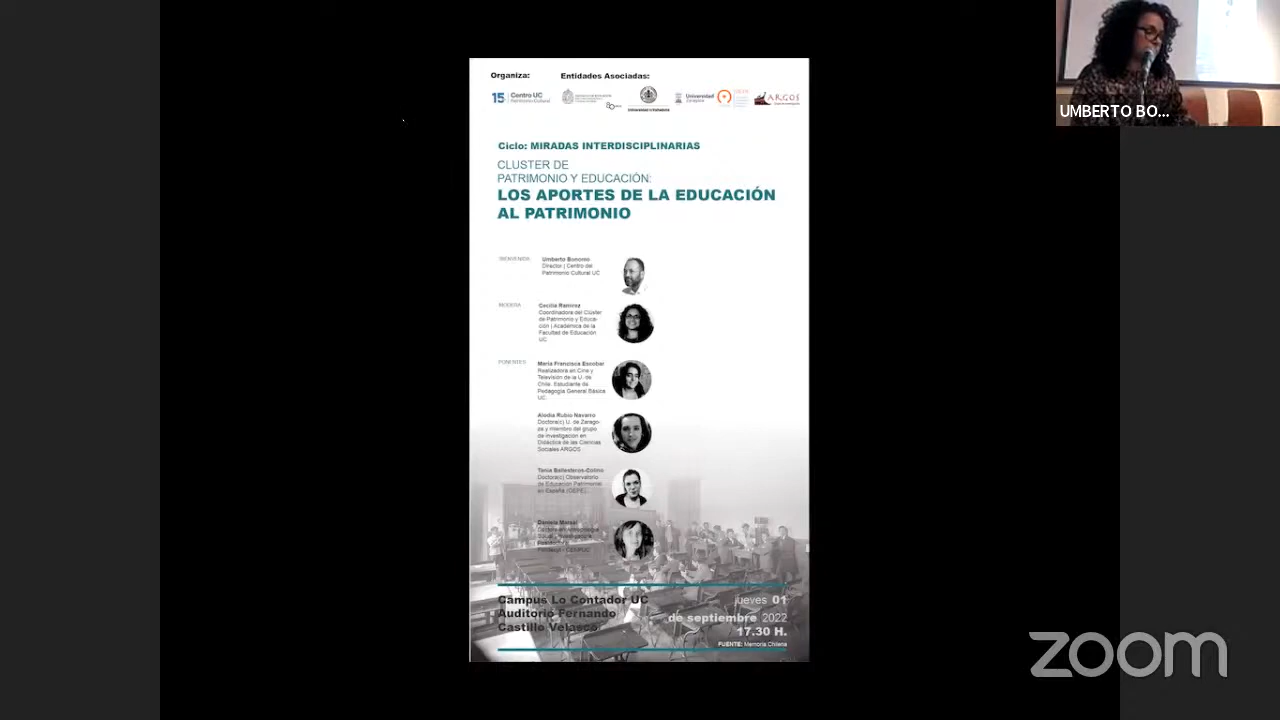 Organiza:
Entidades Asociadas:
15 Centro UC
Patrimonio Cultural
Universidad
Zaragoza
ARGOS
UMBERTO BO...
Ciclo: MIRADAS INTERDISCIPLINARIAS
CLUSTER DE
PATRIMONIO Y EDUCACIÓN:
LOS APORTES DE LA EDUCACIÓN
AL PATRIMONIO
BIENVENIDA
Umberto Bonomo
Director | Centro del
Patrimonio Cultural UC
MODERA
Cecilia Ramírez
Coordinadora del Clúster
de Patrimonio y Educa-
ción | Académica de la
Facultad de Educación
UC
PONENTES
María Francisca Escobar
Realizadora en Cine y
Televisión de la U. de
Chile. Estudiante de
Pedagogía General Básica
UC.
Alodia Rubio Navarro
Doctora(c) U. de Zarago-
za y miembro del grupo
de investigación en
Didáctica de las Ciencias
Sociales ARGOS
Tania Ballesteros-Colino
Doctora(c) Observatorio
de Educación Patrimonial
en España (OEPE)
Daniela Marsal
Campus Lo Contador UC
Auditorio Fernando
Castillo Velasco
jueves 01
de septiembre 2022
17.30 H.
FUENTE: Memoria Chilena
zoom